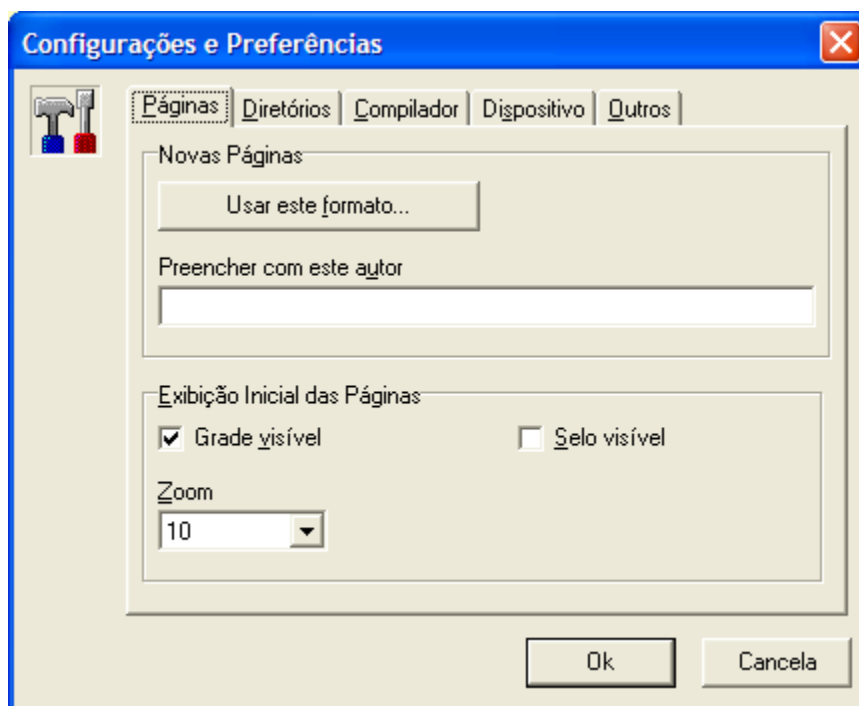 Configurações e Preferências
Páginas Diretórios Compilador Dispositivo Outros
Novas Páginas
Usar este formato...
Preencher com este autor
Exibição Inicial das Páginas
Grade visível Selo visível
Zoom
10
Ok Cancela